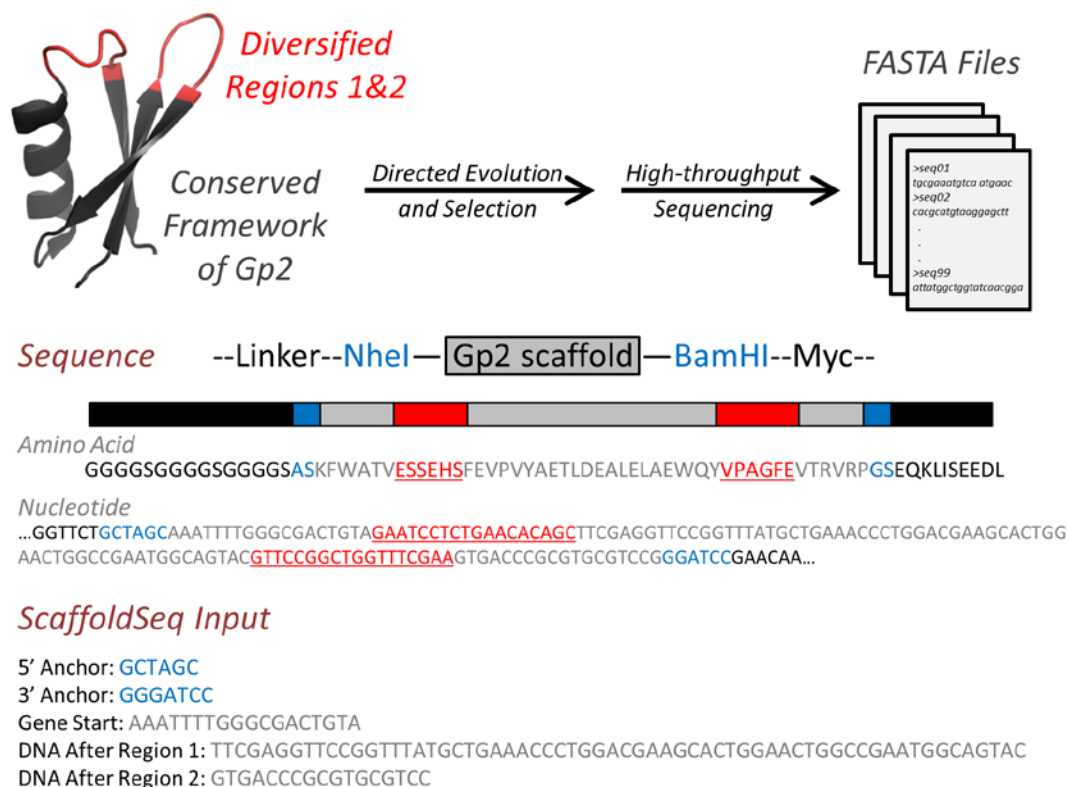 Diversified
Regions 1&2
Conserved
Framework
of Gp2
Directed Evolution
and Selection
High-throughput
Sequencing
FASTA Files
>seq01
tgcgaaatgtca atgaac
>seq02
cacgcatgtaaggagctt
.
.
.
>seq99
attatggctggtatcaacgga
Sequence --Linker--NheI—Gp2 scaffold—BamHI--Myc--
Amino Acid
GGGGSGGGGSGGGGSASKFWATVESSEHSFEVPVYAETLDEALELAEWQYVPAGFEVTRVRPGSEQKLISEEDL
Nucleotide
...GGTTCTGCTAGCAAATTTTGGGCGACTGTAGAATCCTCTGAACACAGCTTCGAGGTTCCGGTTTATGCTGAAACCCTGGACGAAGCACTGG
AACTGGCCGAATGGCAGTACGTTCCGGCTGGTTTCGAAGTGACCCGCGTGCGTCCGGGATCCGAACAA...
ScaffoldSeq Input
5’ Anchor: GCTAGC
3’ Anchor: GGGATCC
Gene Start: AAATTTTGGGCGACTGTA
DNA After Region 1: TTCGAGGTTCCGGTTTATGCTGAAACCCTGGACGAAGCACTGGAACTGGCCGAATGGCAGTAC
DNA After Region 2: GTGACCCGCGTGCGTCC